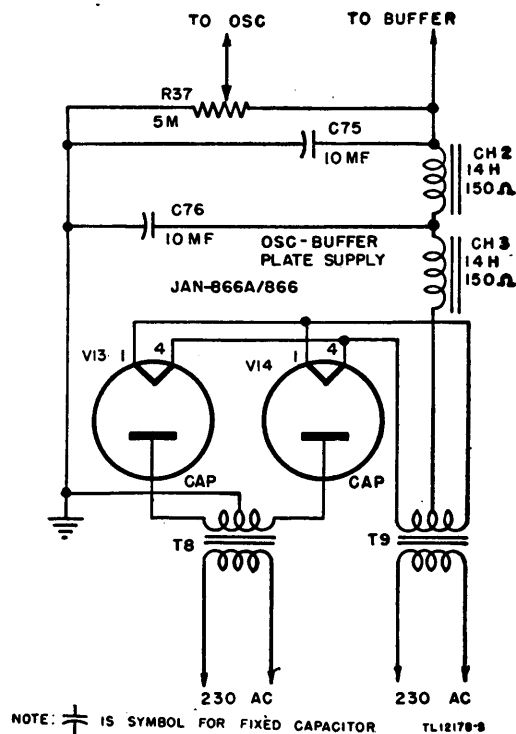 TO OSC
TO BUFFER
R37
5M
C75
10 MF
CH 2
14 H
150 Ω
C76
10 MF
OSC-BUFFER
PLATE SUPPLY
CH 3
14 H
150 Ω
JAN-866A/866
V13 1 4
V14 1 4
CAP
CAP
T8
T9
230 AC
230 AC
NOTE: IS SYMBOL FOR FIXED CAPACITOR
TL12178-S